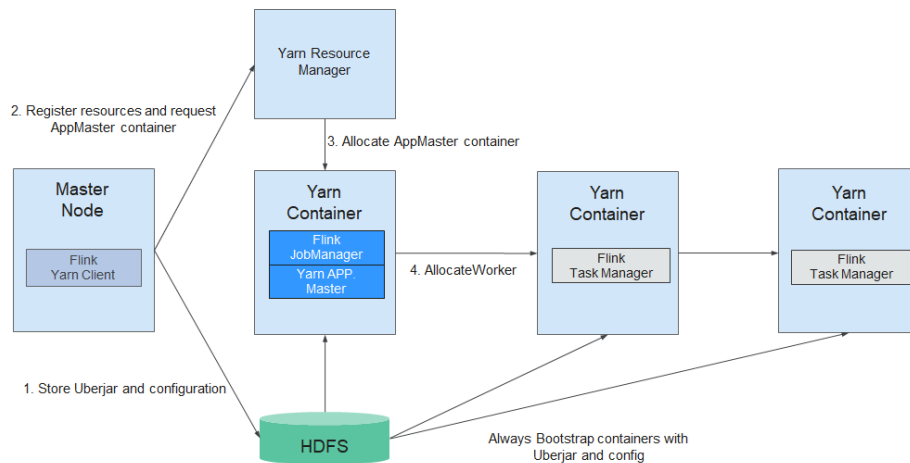 Yarn Resource
Manager
2. Register resources and request
AppMaster container
3. Allocate AppMaster container
Master
Node
Flink
Yarn Client
Yarn
Container
Flink
JobManager
Yarn APP.
Master
4. AllocateWorker
Yarn
Container
Flink
Task Manager
Yarn
Container
Flink
Task Manager
1. Store Uberjar and configuration
HDFS
Always Bootstrap containers with
Uberjar and config